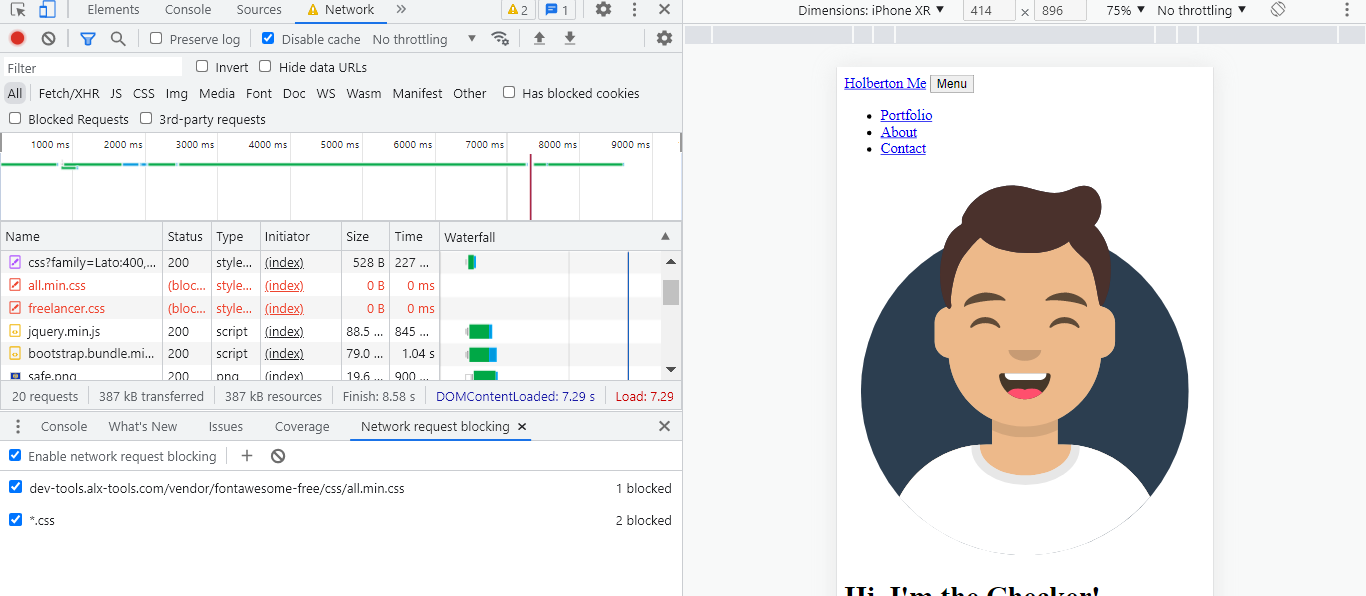 Elements Console Sources Network 2 1
Dimensions: iPhone XR 414 × 896 75% No throttling
Preserve log Disable cache No throttling
Filter Invert Hide data URLs
All Fetch/XHR JS CSS Img Media Font Doc WS Wasm Manifest Other Has blocked cookies
Blocked Requests 3rd-party requests
1000 ms 2000 ms 3000 ms 4000 ms 5000 ms 6000 ms 7000 ms 8000 ms 9000 ms
Name Status Type Initiator Size Time Waterfall
css?family=Lato:400,... 200 style... (index) 528 B 227 ...
all.min.css (bloc... style... (index) 0 B 0 ms
freelancer.css (bloc... style... (index) 0 B 0 ms
jquery.min.js 200 script (index) 88.5 ... 845 ...
bootstrap.bundle.mi... 200 script (index) 79.0 ... 1.04 s
safe.png 200 png (index) 19.6 ... 900 ...
20 requests 387 kB transferred 387 kB resources Finish: 8.58 s DOMContentLoaded: 7.29 s Load: 7.29
Console What's New Issues Coverage Network request blocking
Enable network request blocking
dev-tools.alx-tools.com/vendor/fontawesome-free/css/all.min.css 1 blocked
*.css 2 blocked
Holberton Me Menu
Portfolio
About
Contact
Hi, I'm the Checker!